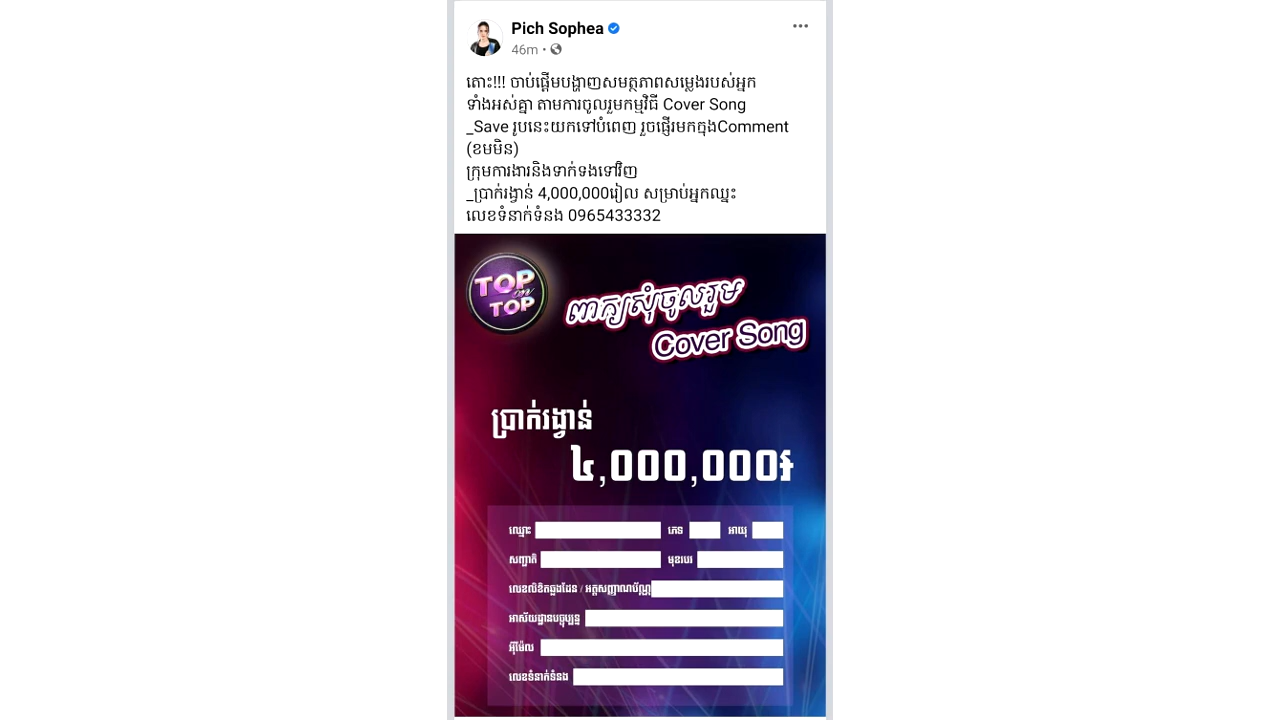 Pich Sophea
46m
តោះ!!! ចាប់ផ្ដើមបង្ហាញសមត្ថភាពសម្លេងរបស់អ្នក
ទាំងអស់គ្នា តាមការចូលរួមកម្មវិធី Cover Song
_Save រូបនេះយកទៅបំពេញ រួចផ្ញើរមកក្នុងComment
(ខមមិន)
ក្រុមការងារនិងទាក់ទងទៅវិញ
_ប្រាក់រង្វាន់ 4,000,000រៀល សម្រាប់អ្នកឈ្នះ
លេខទំនាក់ទំនង 0965433332
TOP
on
TOP
ពាក្យសុំចូលរួម
Cover Song
ប្រាក់រង្វាន់
៤,០០០,០០០៛
ឈ្មោះ ភេទ អាយុ
សញ្ជាតិ មុខរបរ
លេខលិខិតឆ្លងដែន / អត្តសញ្ញាណប័ណ្ណ
អាស័យដ្ឋានបច្ចុប្បន្ន
អ៊ីម៉ែល
លេខទំនាក់ទំនង